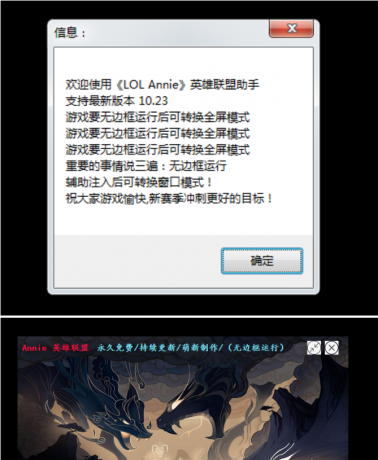 信息：
欢迎使用《LOL Annie》英雄联盟助手
支持最新版本 10.23
游戏要无边框运行后可转换全屏模式
游戏要无边框运行后可转换全屏模式
游戏要无边框运行后可转换全屏模式
重要的事情说三遍：无边框运行
辅助注入后可转换窗口模式！
祝大家游戏愉快,新赛季冲刺更好的目标！
确定
Annie 英雄联盟 永久免费/持续更新/萌新制作/（无边框运行）